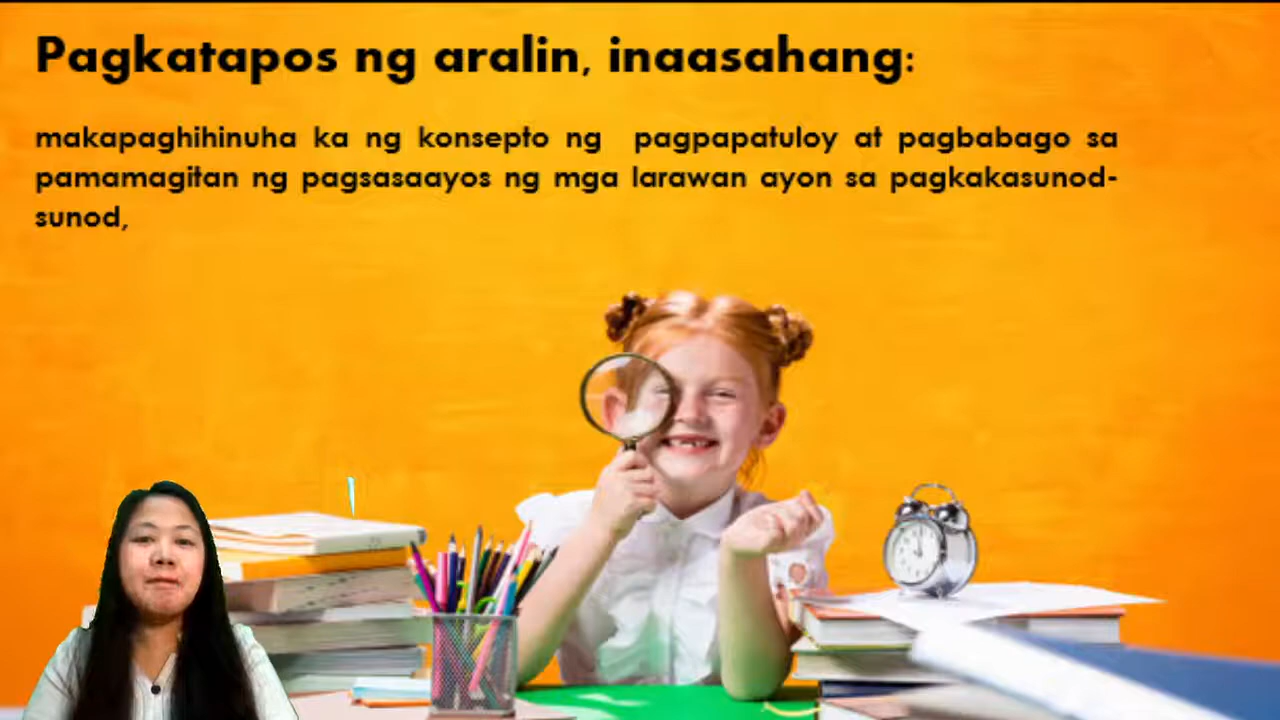 Pagkatapos ng aralin, inaasahang:
makapaghihinuha ka ng konsepto ng pagpapatuloy at pagbabago sa
pamamagitan ng pagsasaayos ng mga larawan ayon sa pagkakasunod-
sunod,